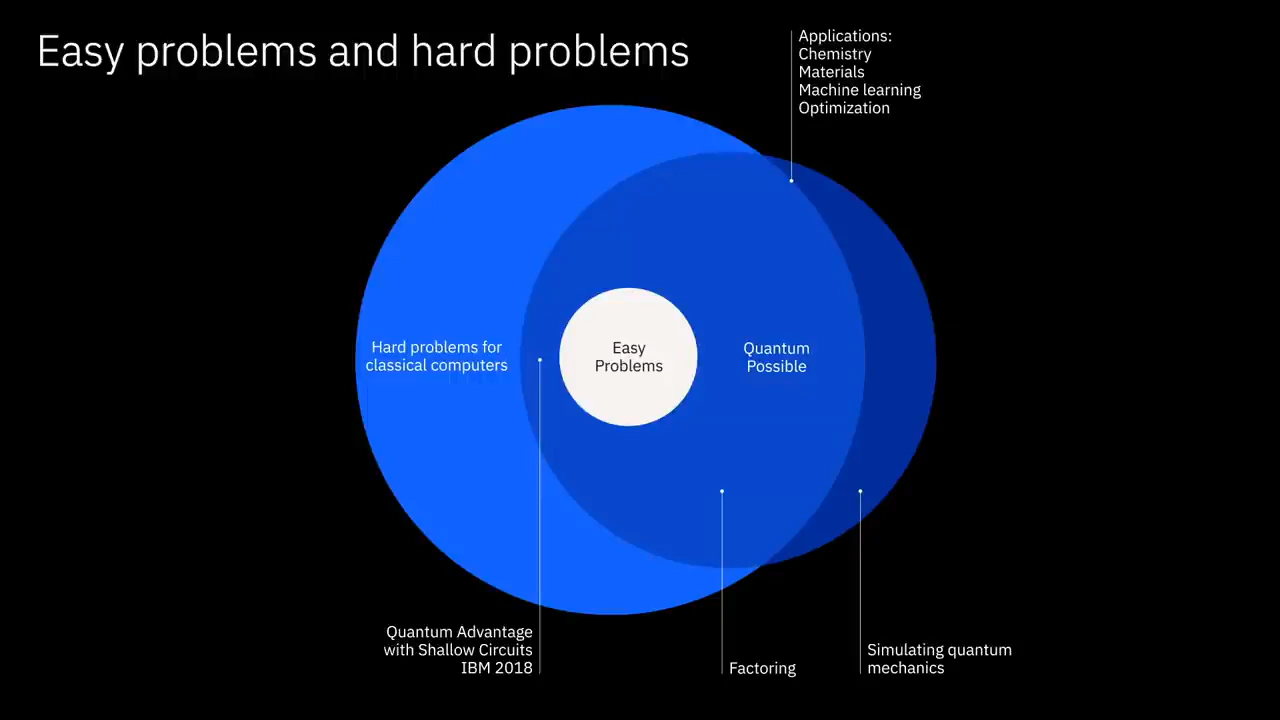 Easy problems and hard problems
Applications:
Chemistry
Materials
Machine learning
Optimization
Hard problems for
classical computers
Easy
Problems
Quantum
Possible
Quantum Advantage
with Shallow Circuits
IBM 2018
Factoring
Simulating quantum
mechanics